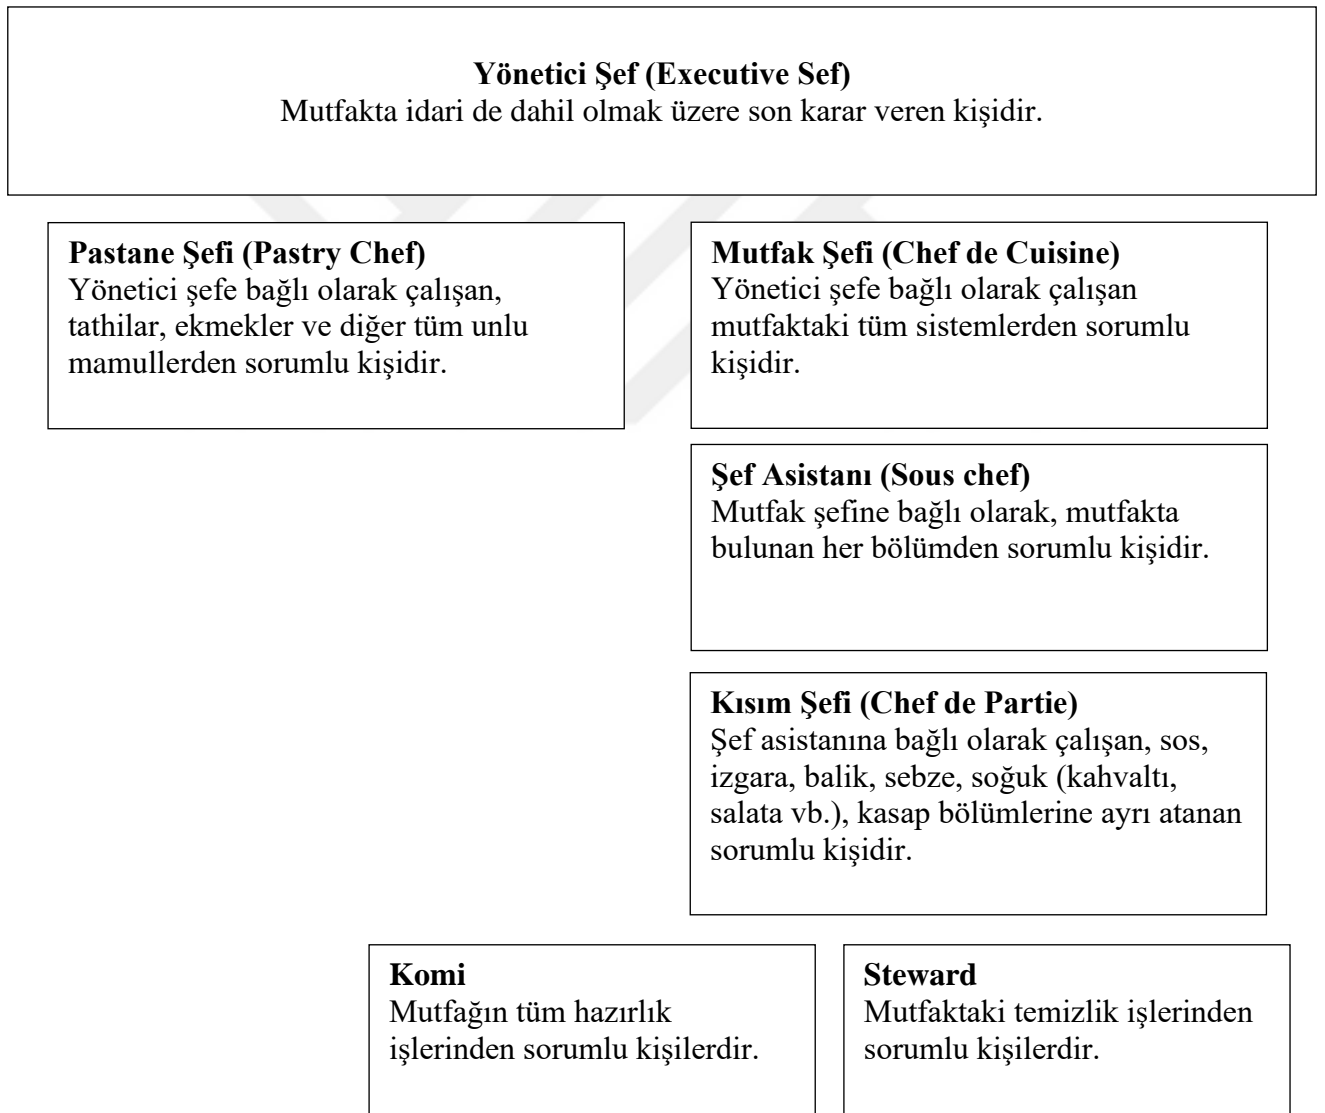 Yönetici Şef (Executive Sef)
Mutfakta idari de dahil olmak üzere son karar veren kişidir.
Pastane Şefi (Pastry Chef)
Yönetici şefe bağlı olarak çalışan,
tathilar, ekmekler ve diğer tüm unlu
mamullerden sorumlu kişidir.
Mutfak Şefi (Chef de Cuisine)
Yönetici şefe bağlı olarak çalışan
mutfaktaki tüm sistemlerden sorumlu
kişidir.
Şef Asistanı (Sous chef)
Mutfak şefine bağlı olarak, mutfakta
bulunan her bölümden sorumlu kişidir.
Kısım Şefi (Chef de Partie)
Şef asistanına bağlı olarak çalışan, sos,
izgara, balik, sebze, soğuk (kahvaltı,
salata vb.), kasap bölümlerine ayrı atanan
sorumlu kişidir.
Komi
Mutfağın tüm hazırlık
işlerinden sorumlu kişilerdir.
Steward
Mutfaktaki temizlik işlerinden
sorumlu kişilerdir.